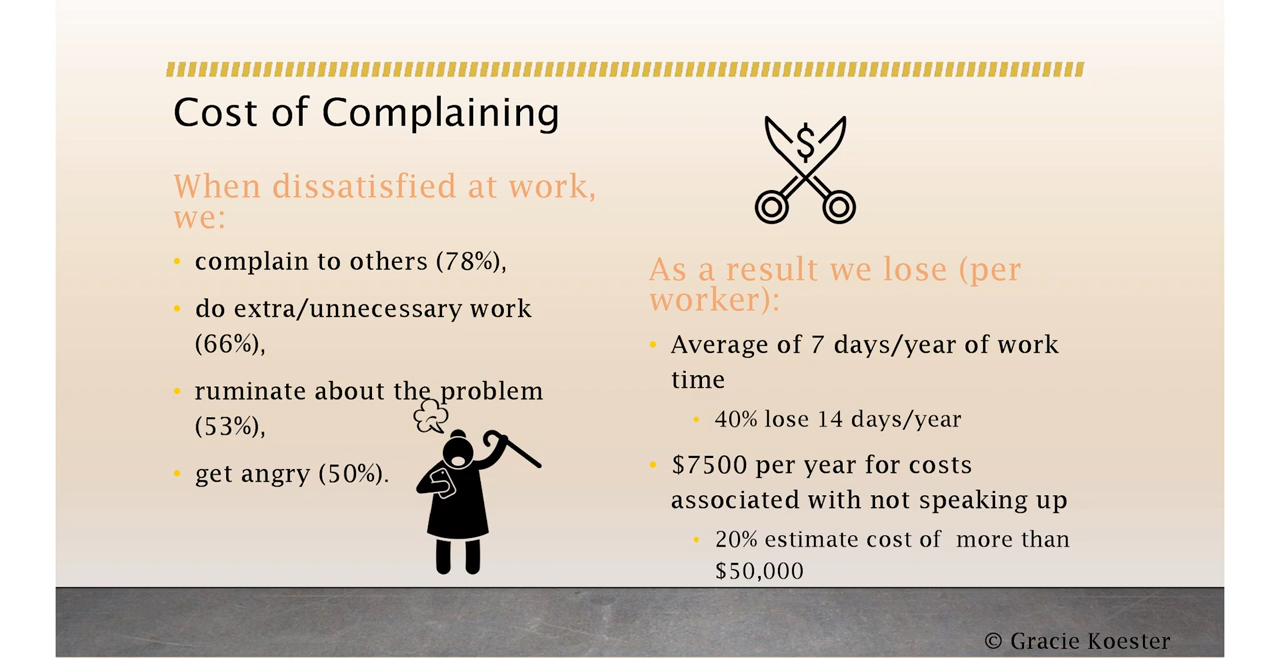 Cost of Complaining
When dissatisfied at work,
we:
• complain to others (78%),
• do extra/unnecessary work
(66%),
• ruminate about the problem
(53%),
• get angry (50%).
$
As a result we lose (per
worker):
• Average of 7 days/year of work
time
• 40% lose 14 days/year
• $7500 per year for costs
associated with not speaking up
• 20% estimate cost of  more than
$50,000
© Gracie Koester